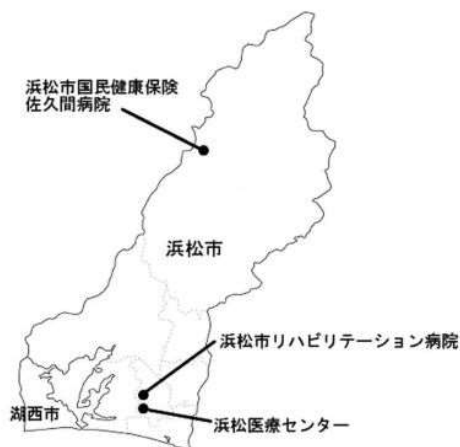 浜松市国民健康保険
佐久間病院
浜松市
浜松市リハビリテーション病院
湖西市
浜松医療センター